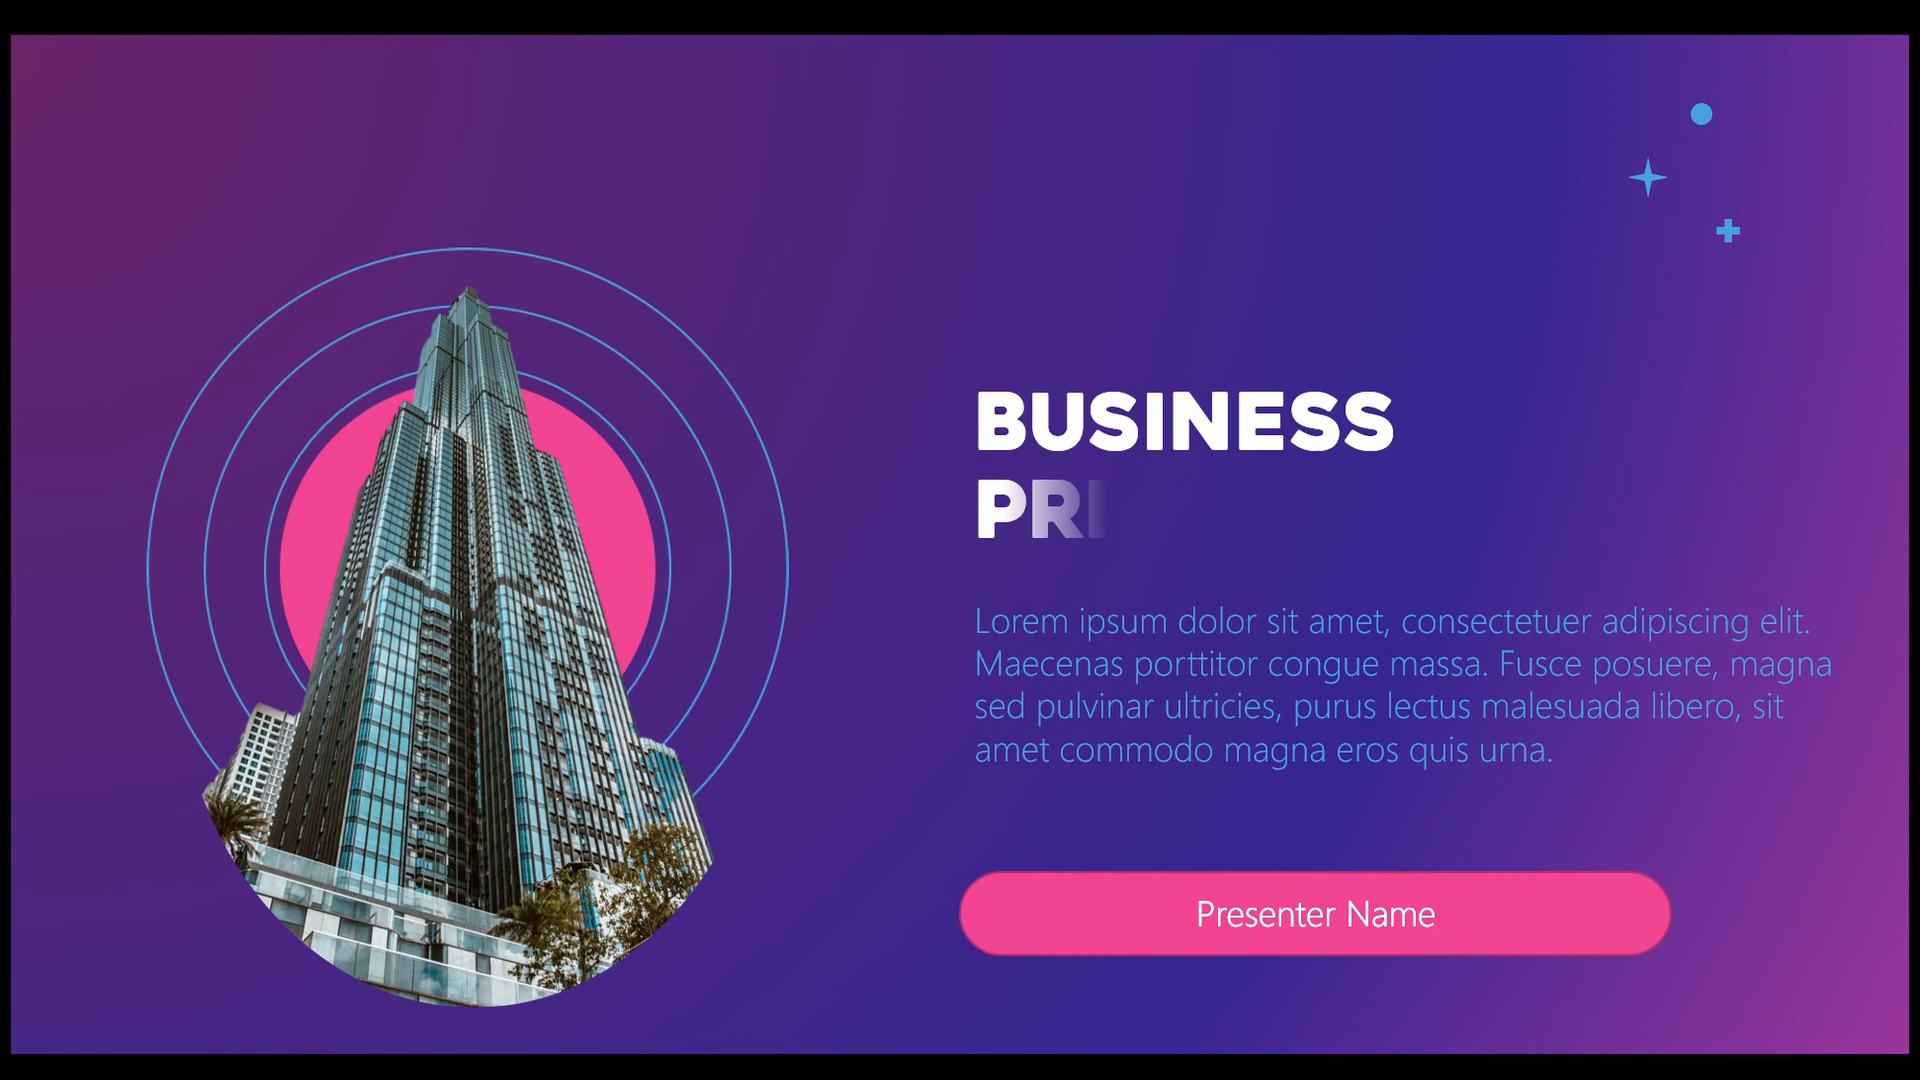 BUSINESS
PRI
Lorem ipsum dolor sit amet, consectetuer adipiscing elit.
Maecenas porttitor congue massa. Fusce posuere, magna
sed pulvinar ultricies, purus lectus malesuada libero, sit
amet commodo magna eros quis urna.
Presenter Name